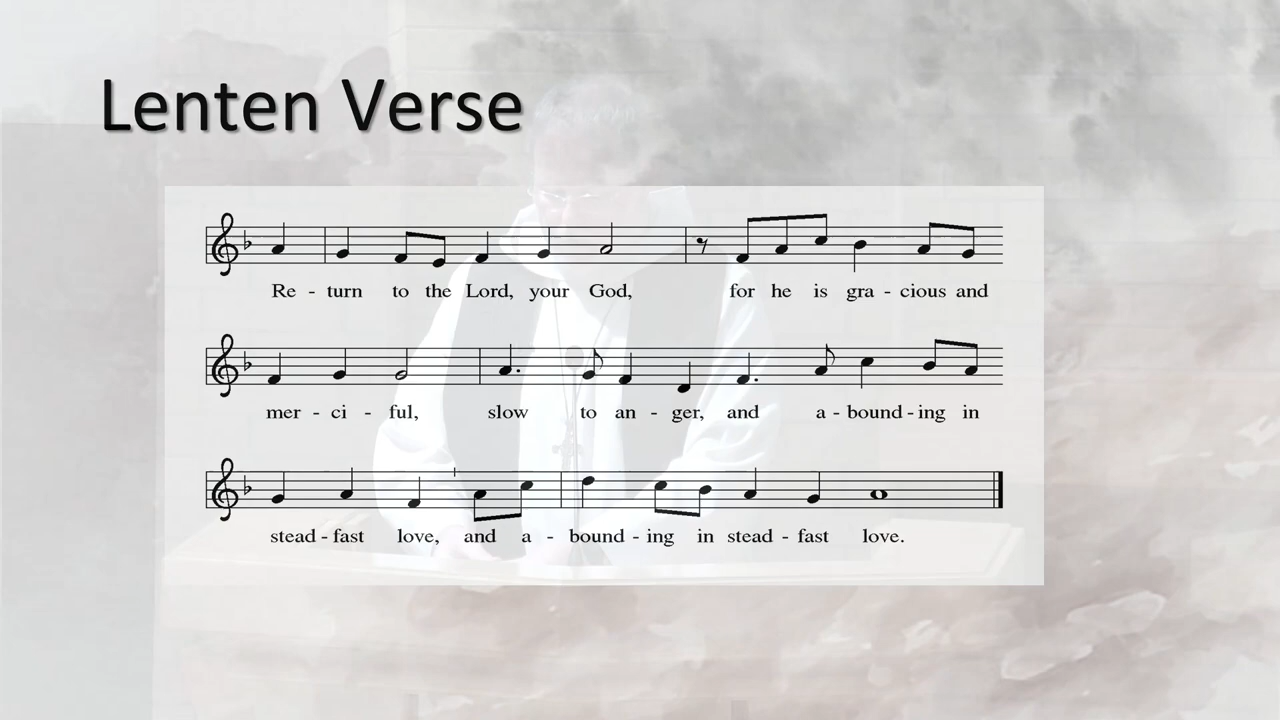 Lenten Verse
Re - turn to the Lord, your God, for he is gra - cious and
mer - ci - ful, slow to an - ger, and a - bound - ing in
stead - fast love, and a - bound - ing in stead - fast love.